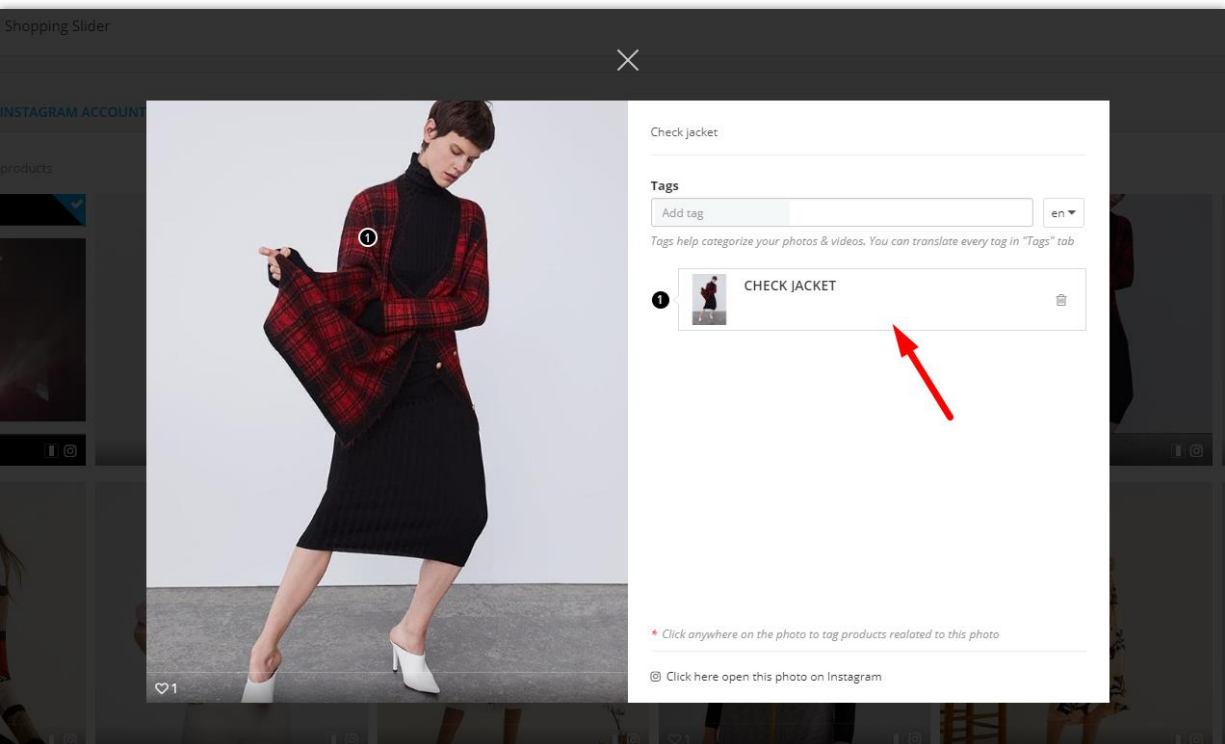 Shopping Slider
INSTAGRAM ACCOUNT
products
Check jacket
Tags
Add tag
en
Tags help categorize your photos & videos. You can translate every tag in "Tags" tab
1
1
CHECK JACKET
* Click anywhere on the photo to tag products realated to this photo
Click here open this photo on Instagram
1
1